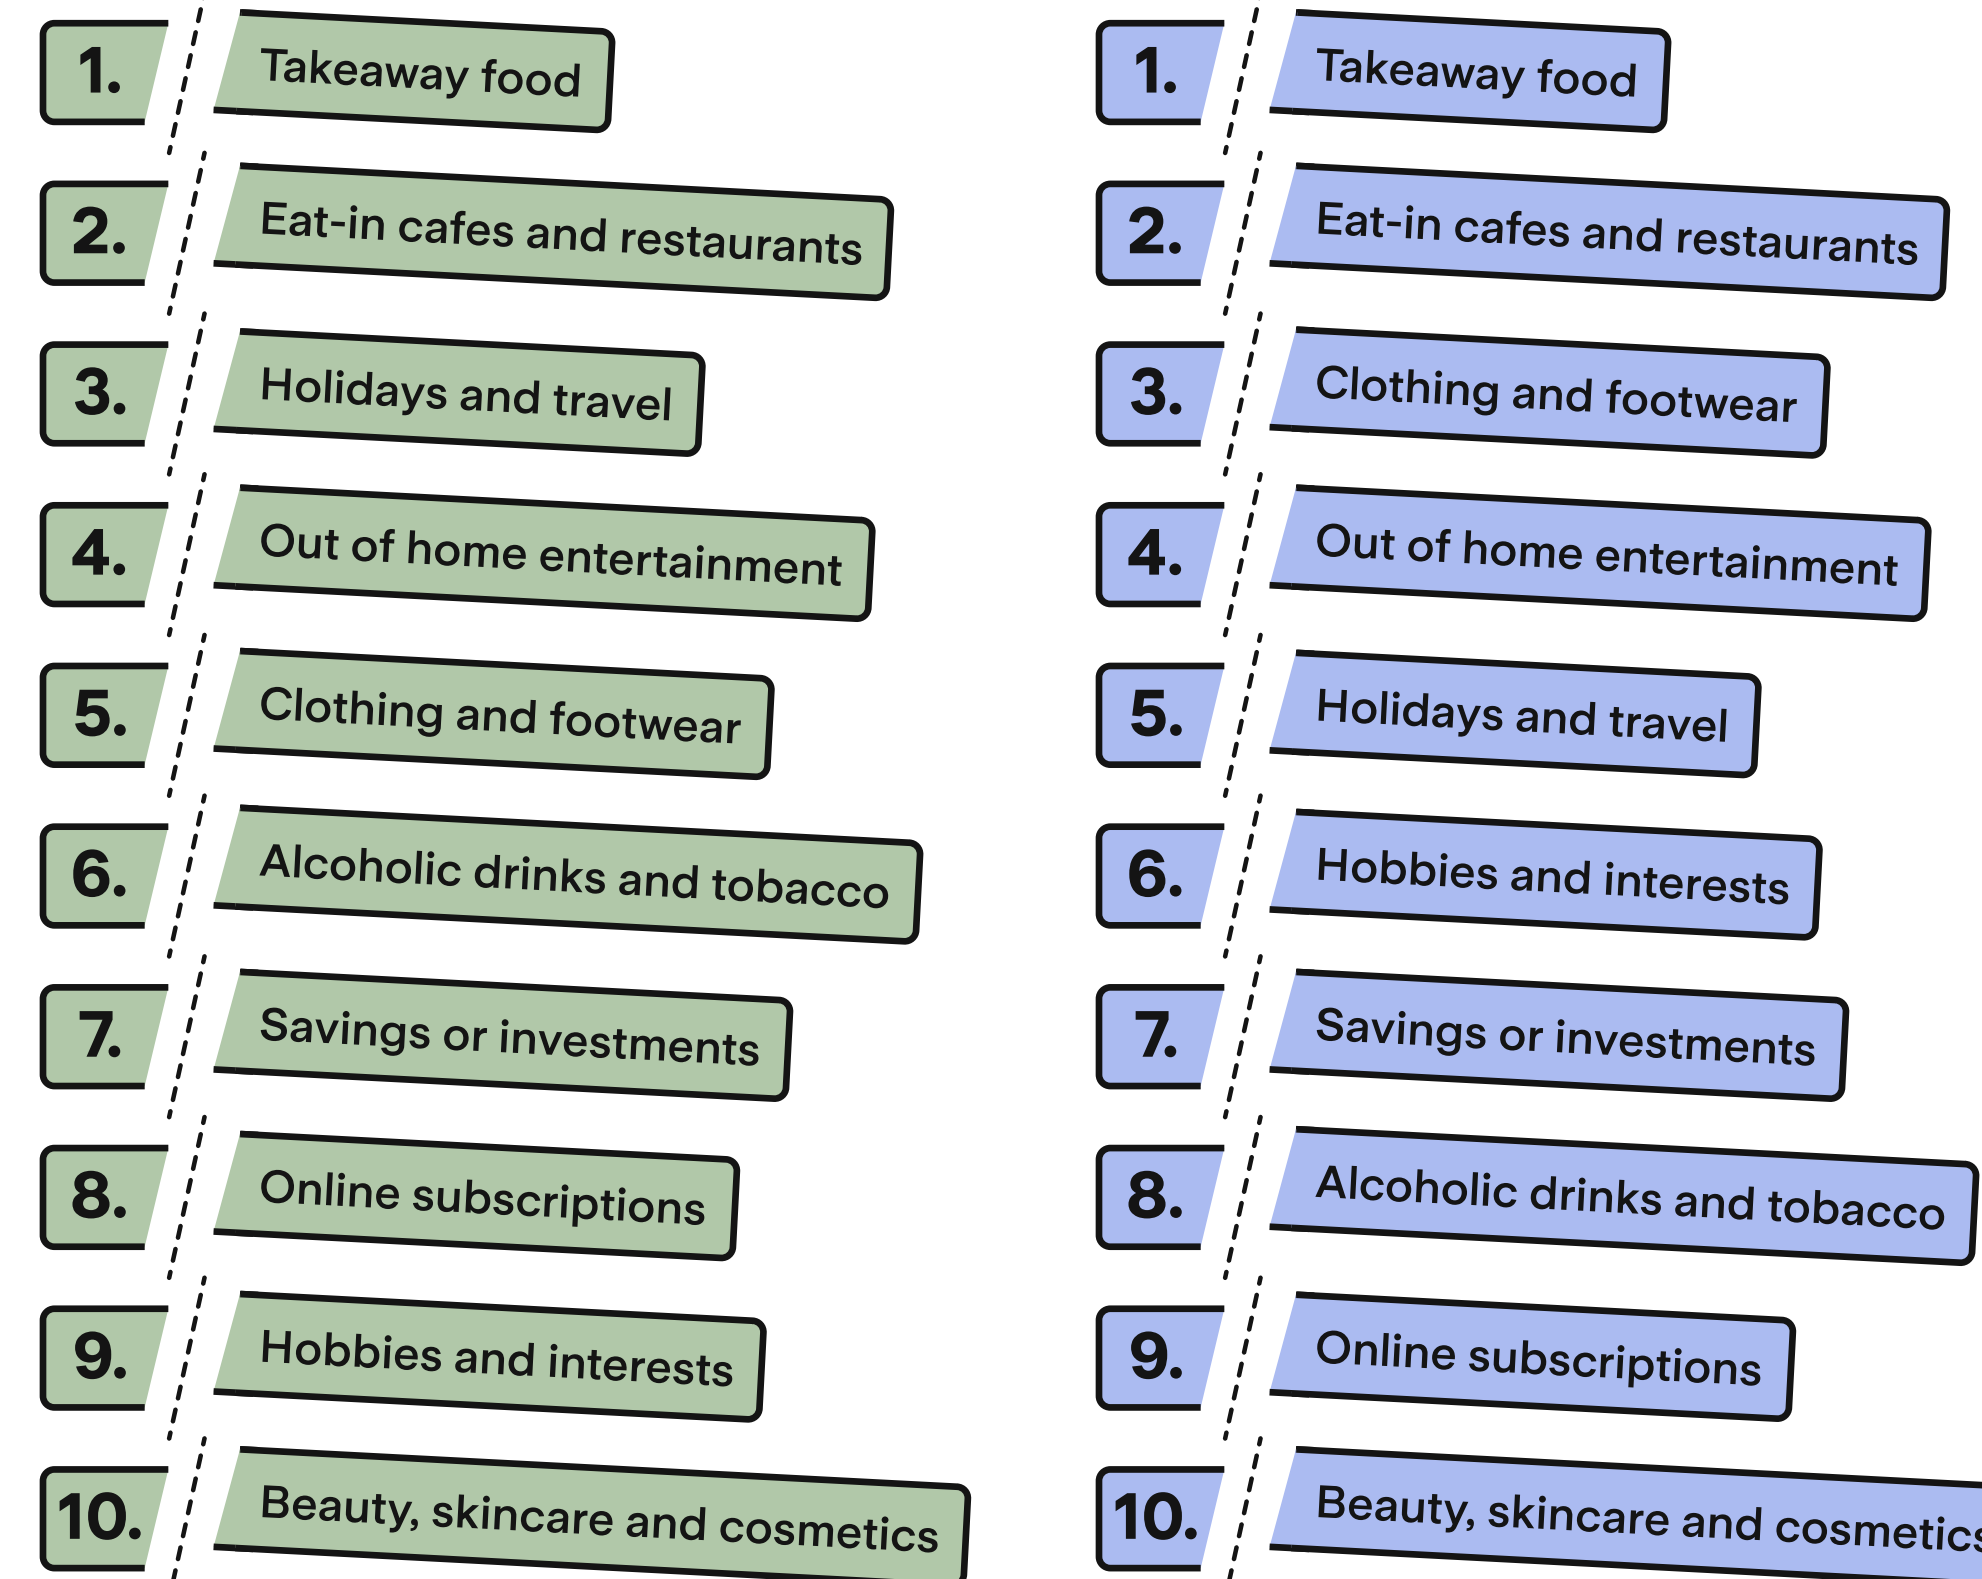 1. Takeaway food
2. Eat-in cafes and restaurants
3. Holidays and travel
4. Out of home entertainment
5. Clothing and footwear
6. Alcoholic drinks and tobacco
7. Savings or investments
8. Online subscriptions
9. Hobbies and interests
10. Beauty, skincare and cosmetics
1. Takeaway food
2. Eat-in cafes and restaurants
3. Clothing and footwear
4. Out of home entertainment
5. Holidays and travel
6. Hobbies and interests
7. Savings or investments
8. Alcoholic drinks and tobacco
9. Online subscriptions
10. Beauty, skincare and cosmetics